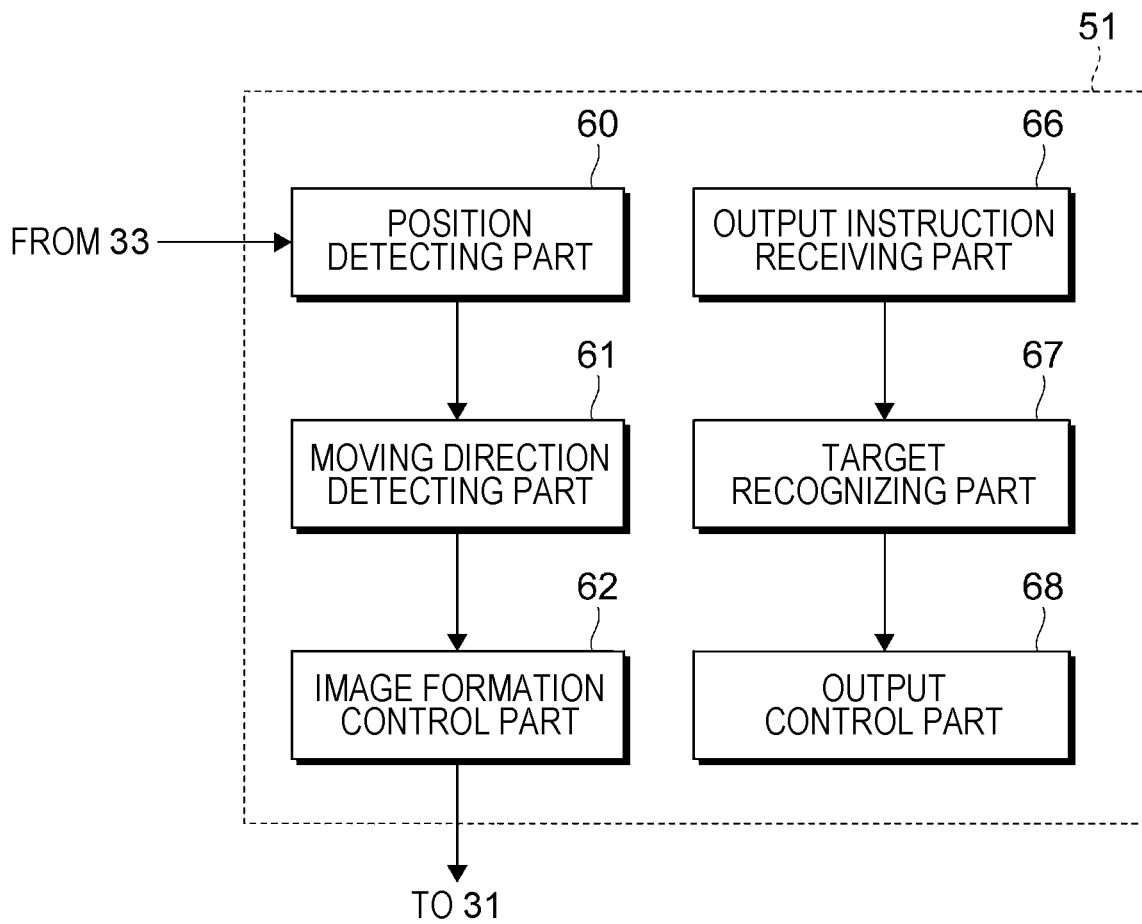 51
60
66
FROM 33
POSITION
DETECTING PART
OUTPUT INSTRUCTION
RECEIVING PART
61
67
MOVING DIRECTION
DETECTING PART
TARGET
RECOGNIZING PART
62
68
IMAGE FORMATION
CONTROL PART
OUTPUT
CONTROL PART
TO 31